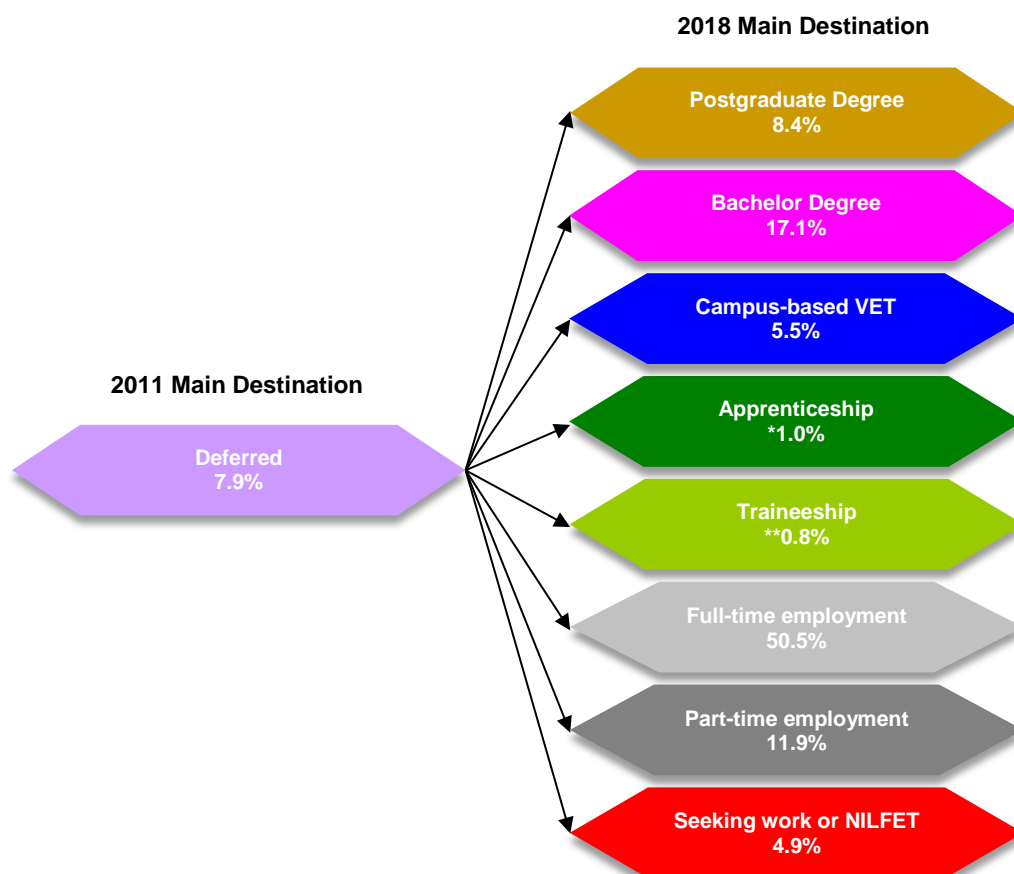 2018 Main Destination
Postgraduate Degree
8.4%
Bachelor Degree
17.1%
Campus-based VET
5.5%
2011 Main Destination
Deferred
7.9%
Apprenticeship
*1.0%
Traineeship
**0.8%
Full-time employment
50.5%
Part-time employment
11.9%
Seeking work or NILFET
4.9%